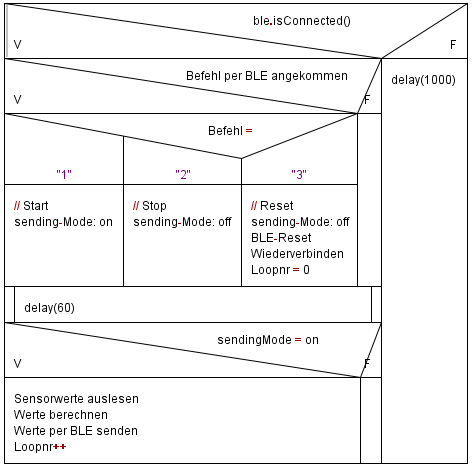 ble.isConnected()
V
F
Befehl per BLE angekommen
V
F
delay(1000)
Befehl =
"1"
"2"
"3"
// Start
sending-Mode: on
// Stop
sending-Mode: off
// Reset
sending-Mode: off
BLE-Reset
Wiederverbinden
Loopnr = 0
delay(60)
sendingMode = on
V
F
Sensorwerte auslesen
Werte berechnen
Werte per BLE senden
Loopnr++